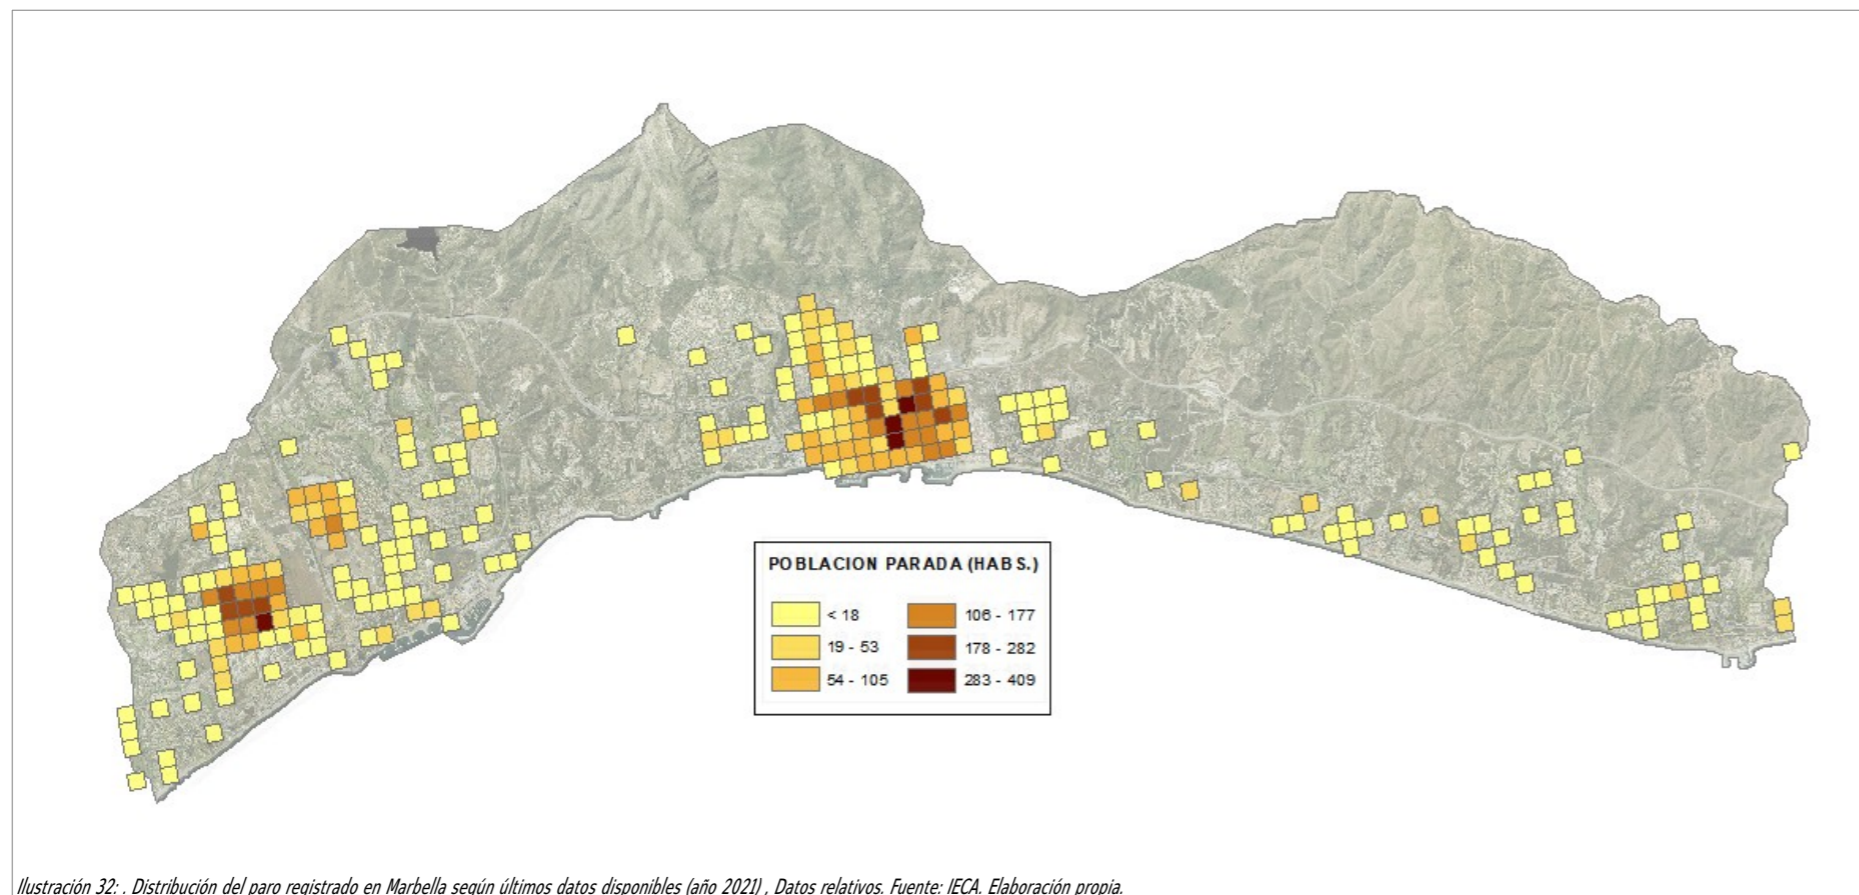 POBLACION PARADA (HABS.)
< 18
19 - 53
54 - 105
106 - 177
178 - 282
283 - 409
Ilustración 32: . Distribución del paro registrado en Marbella según últimos datos disponibles (año 2021) , Datos relativos. Fuente: IECA. Elaboración propia.